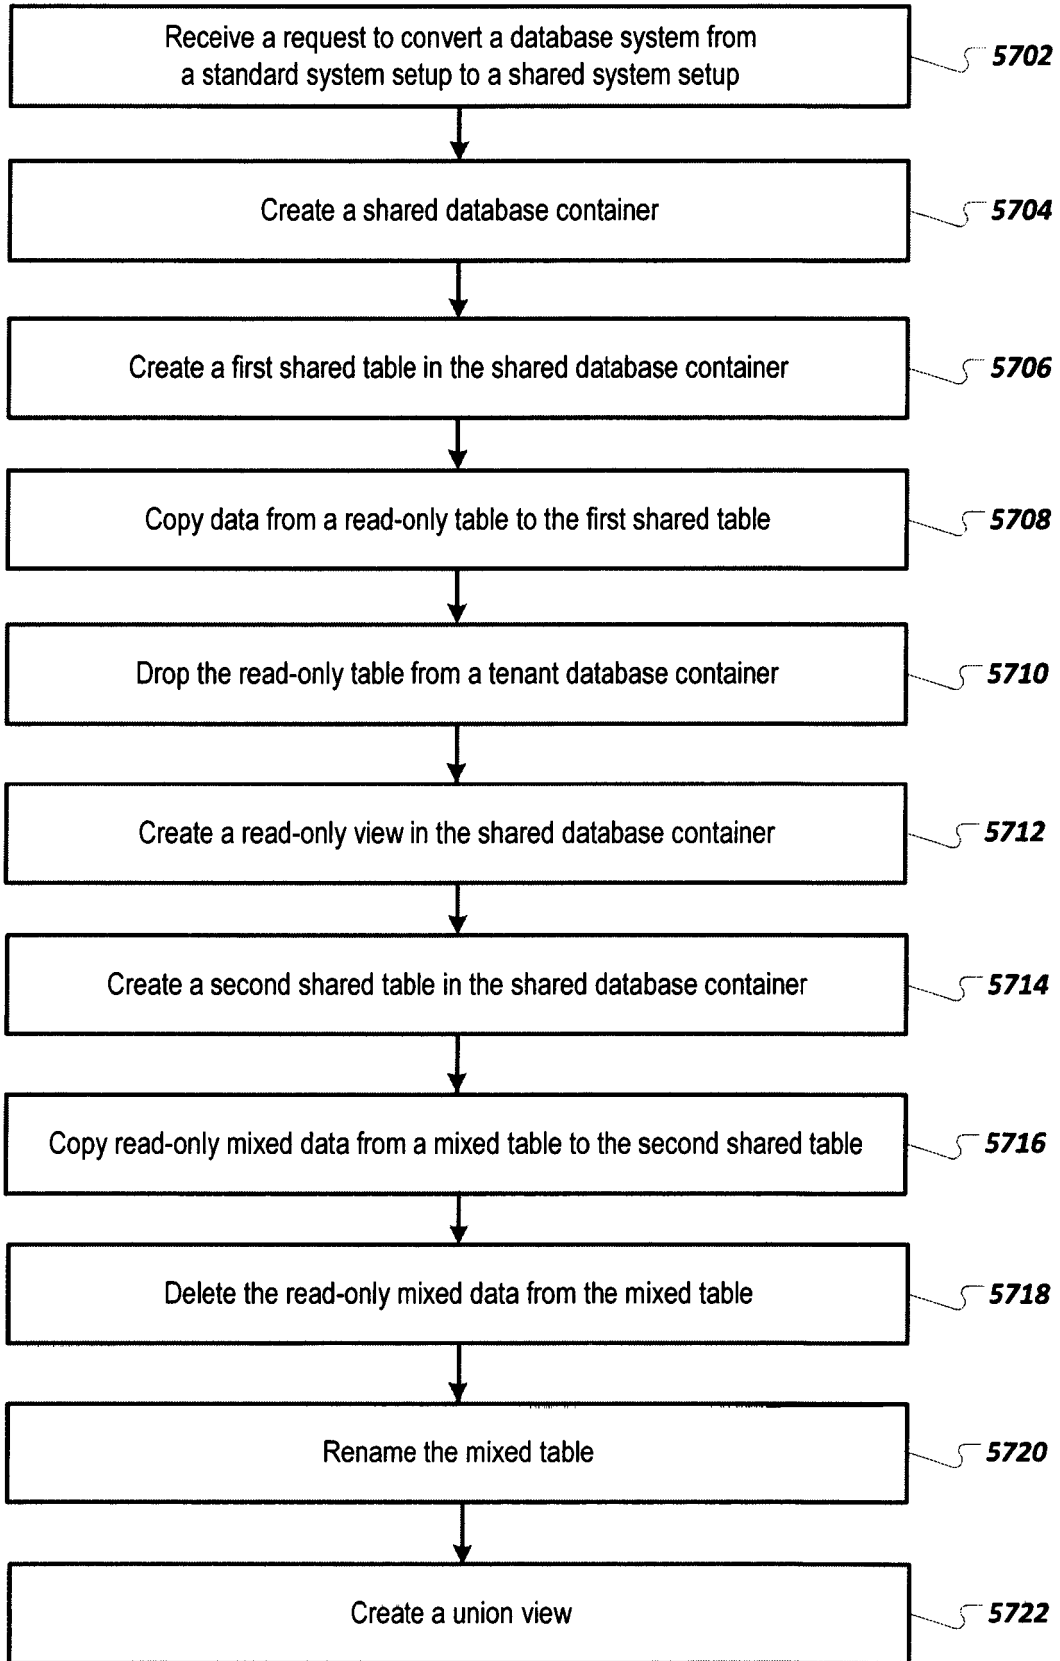 Receive a request to convert a database system from
a standard system setup to a shared system setup
5702
Create a shared database container
5704
Create a first shared table in the shared database container
5706
Copy data from a read-only table to the first shared table
5708
Drop the read-only table from a tenant database container
5710
Create a read-only view in the shared database container
5712
Create a second shared table in the shared database container
5714
Copy read-only mixed data from a mixed table to the second shared table
5716
Delete the read-only mixed data from the mixed table
5718
Rename the mixed table
5720
Create a union view
5722